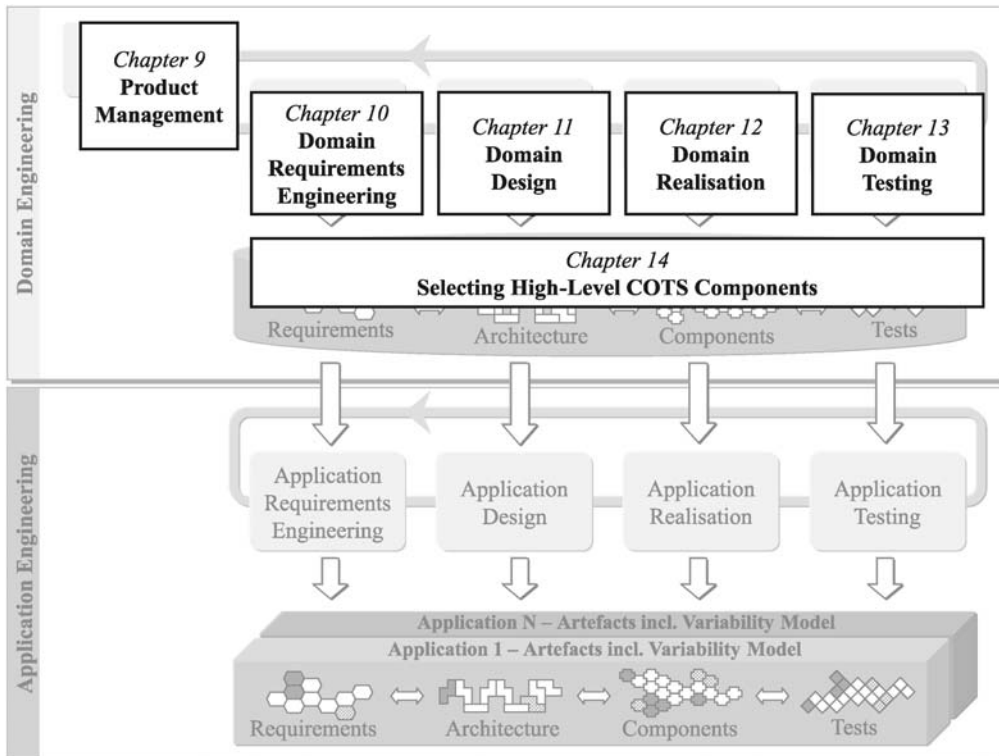 Domain Engineering
Chapter 9
Product
Management
Chapter 10
Domain
Requirements
Engineering
Chapter 11
Domain
Design
Chapter 12
Domain
Realisation
Chapter 13
Domain
Testing
Chapter 14
Selecting High-Level COTS Components
Requirements
Architecture
Components
Tests
Application Engineering
Application
Requirements
Engineering
Application
Design
Application
Realisation
Application
Testing
Application N – Artefacts incl. Variability Model
Application 1 – Artefacts incl. Variability Model
Requirements
Architecture
Components
Tests